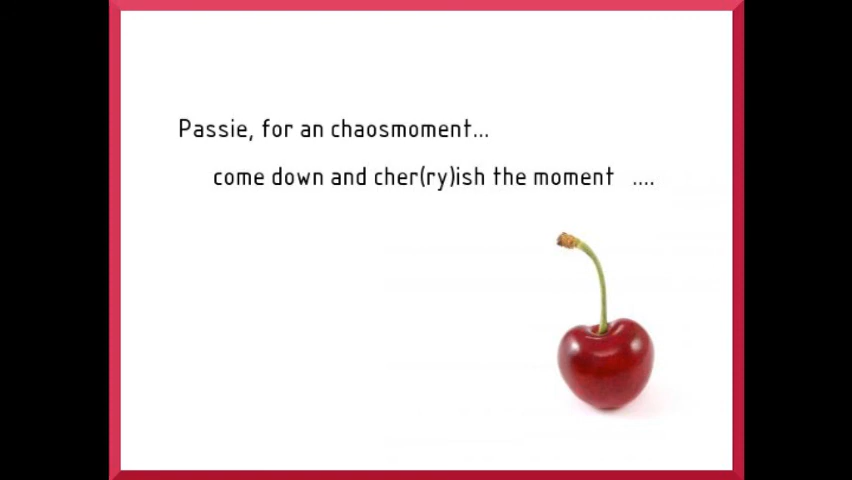 Passie, for an chaosmoment...
come down and cher(ry)ish the moment ....